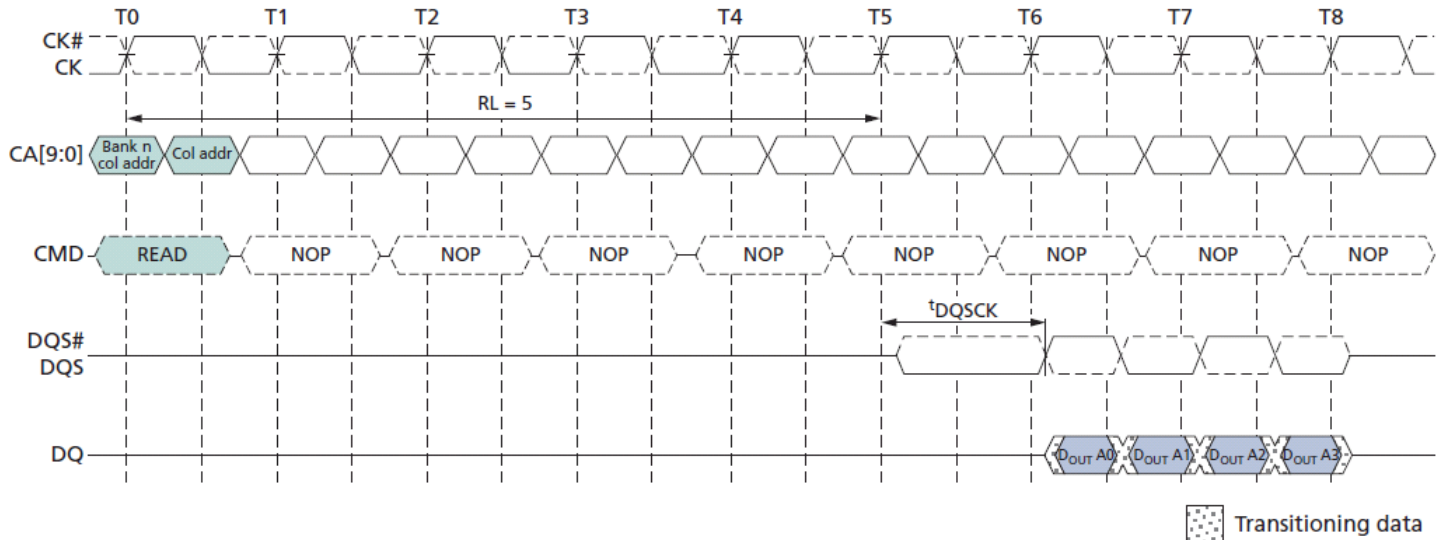 T0 T1 T2 T3 T4 T5 T6 T7 T8
CK#
CK
RL = 5
CA[9:0] Bank n col addr Col addr
CMD READ NOP NOP NOP NOP NOP NOP NOP NOP
tDQSCK
DQS#
DQS
DQ DOUT A0 DOUT A1 DOUT A2 DOUT A3
Transitioning data